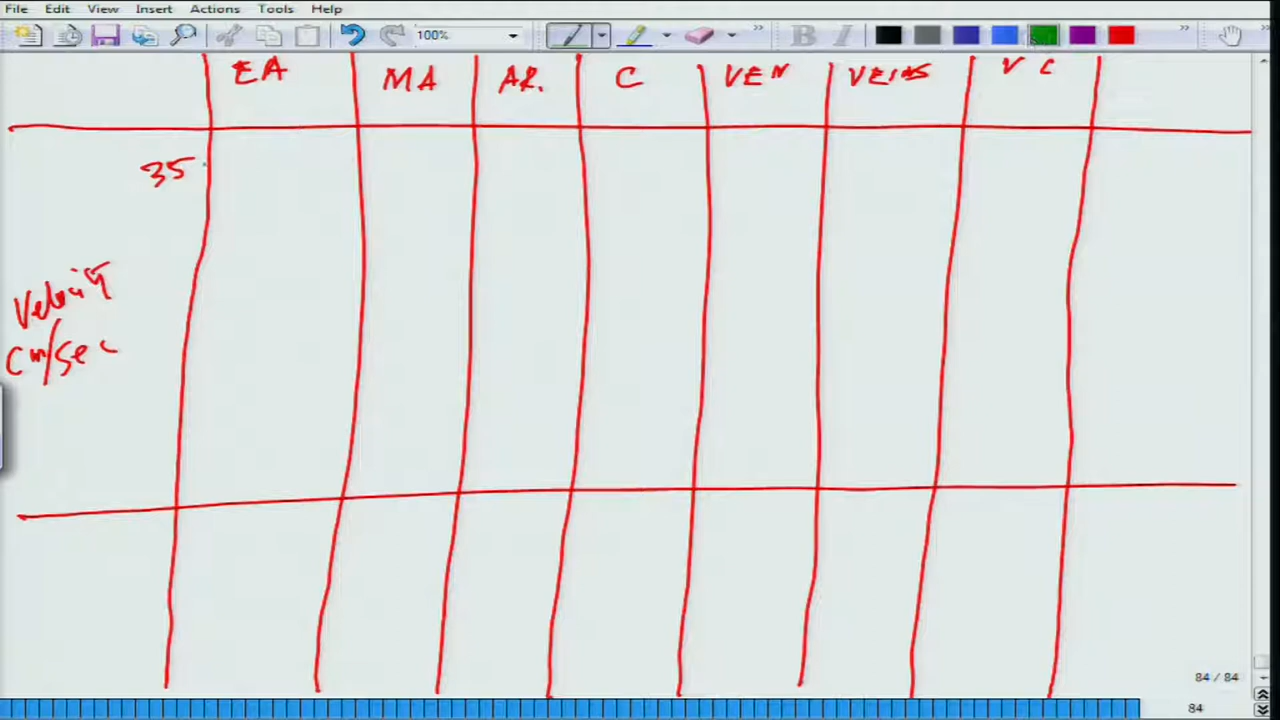 File Edit View Insert Actions Tools Help
100% B I
EA MA AR. C VEN VEINS VC
35
Velocity
cm/sec
84 / 84
84